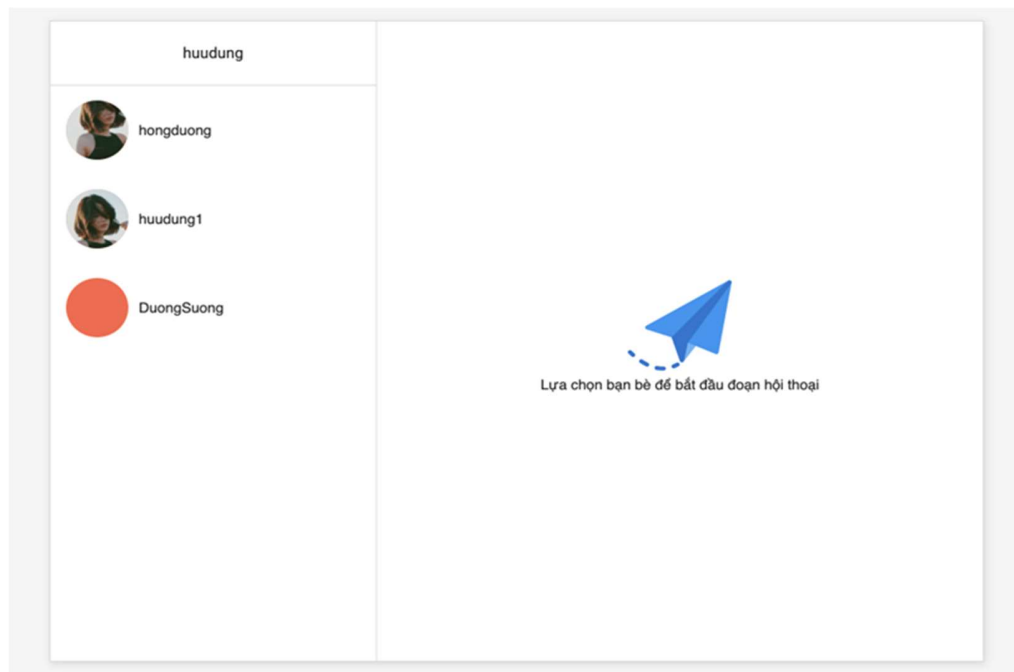 huudung
hongduong
huudung1
DuongSuong
Lựa chọn bạn bè để bắt đầu đoạn hội thoại